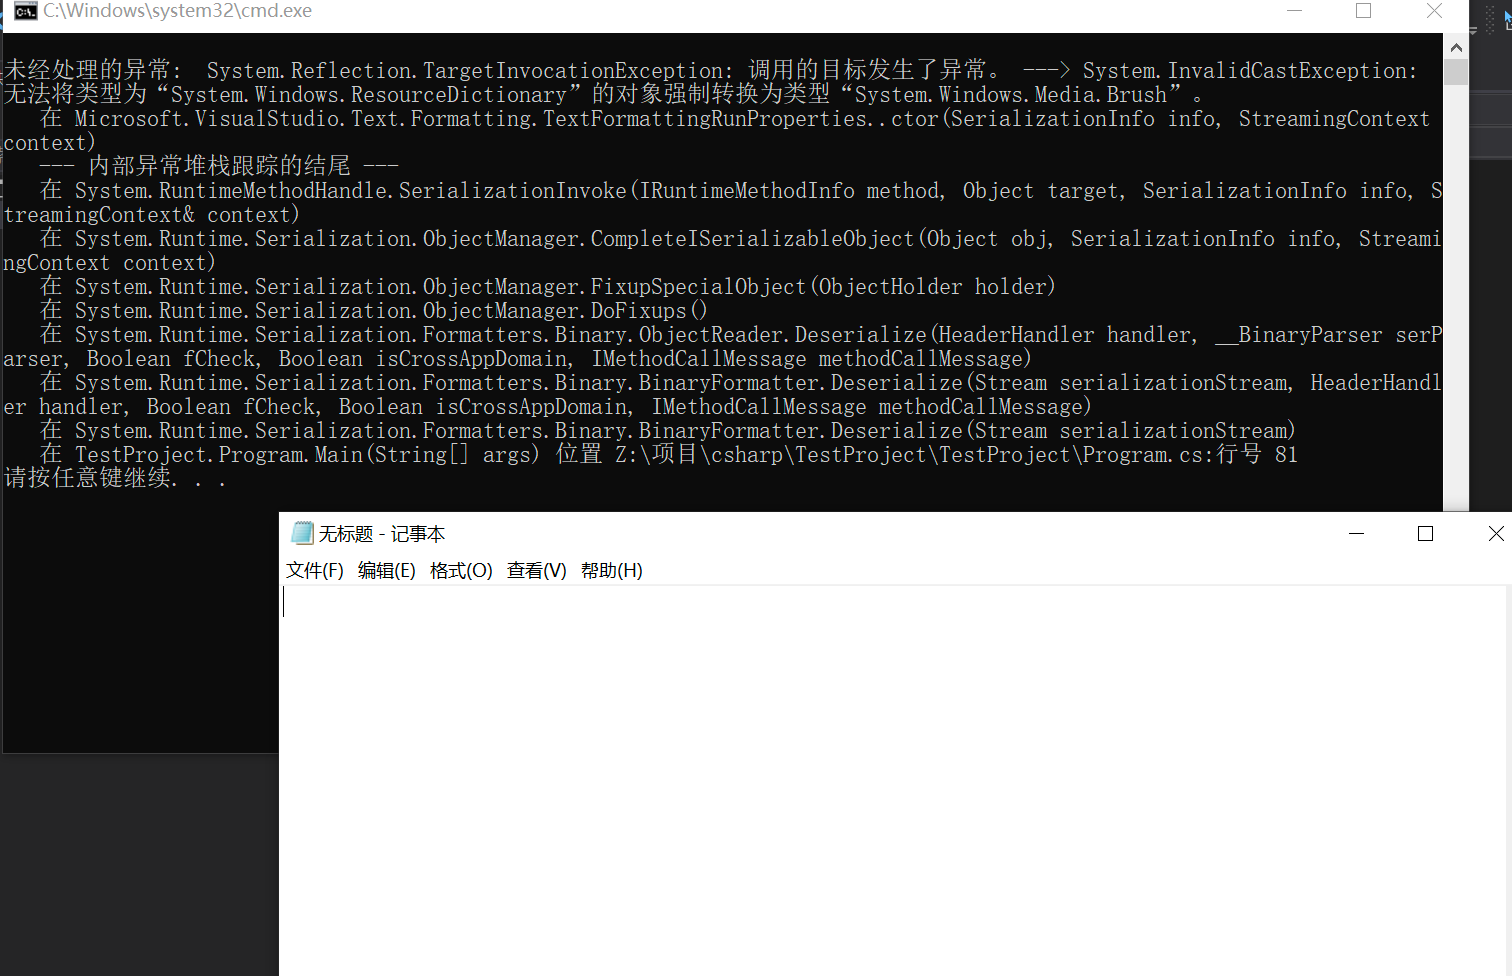 C:\Windows\system32\cmd.exe
未经处理的异常:  System.Reflection.TargetInvocationException: 调用的目标发生了异常。 ---> System.InvalidCastException:
无法将类型为“System.Windows.ResourceDictionary”的对象强制转换为类型“System.Windows.Media.Brush”。
   在 Microsoft.VisualStudio.Text.Formatting.TextFormattingRunProperties..ctor(SerializationInfo info, StreamingContext
context)
   --- 内部异常堆栈跟踪的结尾 ---
   在 System.RuntimeMethodHandle.SerializationInvoke(IRuntimeMethodInfo method, Object target, SerializationInfo info, S
treamingContext& context)
   在 System.Runtime.Serialization.ObjectManager.CompleteISerializableObject(Object obj, SerializationInfo info, Streami
ngContext context)
   在 System.Runtime.Serialization.ObjectManager.FixupSpecialObject(ObjectHolder holder)
   在 System.Runtime.Serialization.ObjectManager.DoFixups()
   在 System.Runtime.Serialization.Formatters.Binary.ObjectReader.Deserialize(HeaderHandler handler, __BinaryParser serP
arser, Boolean fCheck, Boolean isCrossAppDomain, IMethodCallMessage methodCallMessage)
   在 System.Runtime.Serialization.Formatters.Binary.BinaryFormatter.Deserialize(Stream serializationStream, HeaderHandl
er handler, Boolean fCheck, Boolean isCrossAppDomain, IMethodCallMessage methodCallMessage)
   在 System.Runtime.Serialization.Formatters.Binary.BinaryFormatter.Deserialize(Stream serializationStream)
   在 TestProject.Program.Main(String[] args) 位置 Z:\项目\csharp\TestProject\TestProject\Program.cs:行号 81
请按任意键继续. . .
无标题 - 记事本
文件(F) 编辑(E) 格式(O) 查看(V) 帮助(H)